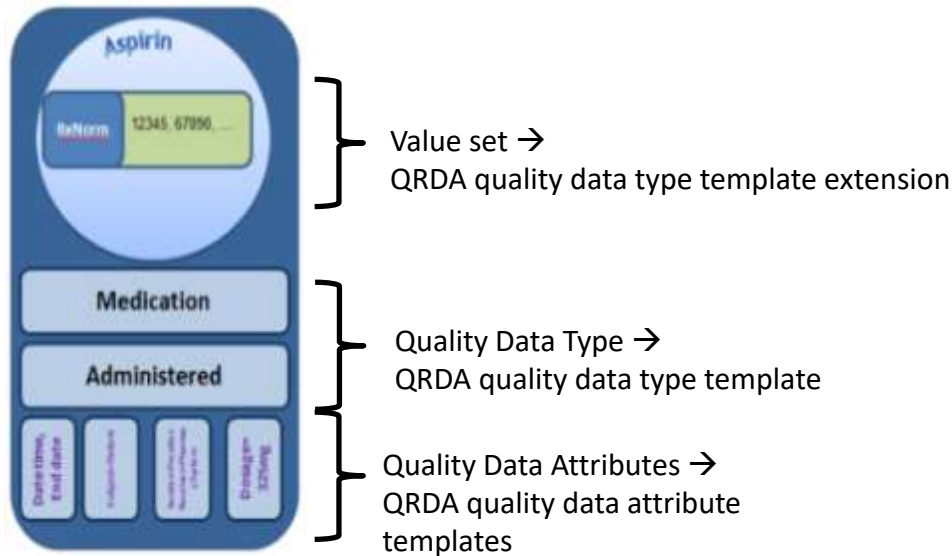 Aspirin
RxNorm
12345, 67890, ...
Value set →
QRDA quality data type template extension
Medication
Administered
Quality Data Type →
QRDA quality data type template
Date time,
End date
Dosage=
325mg
Quality Data Attributes →
QRDA quality data attribute
templates